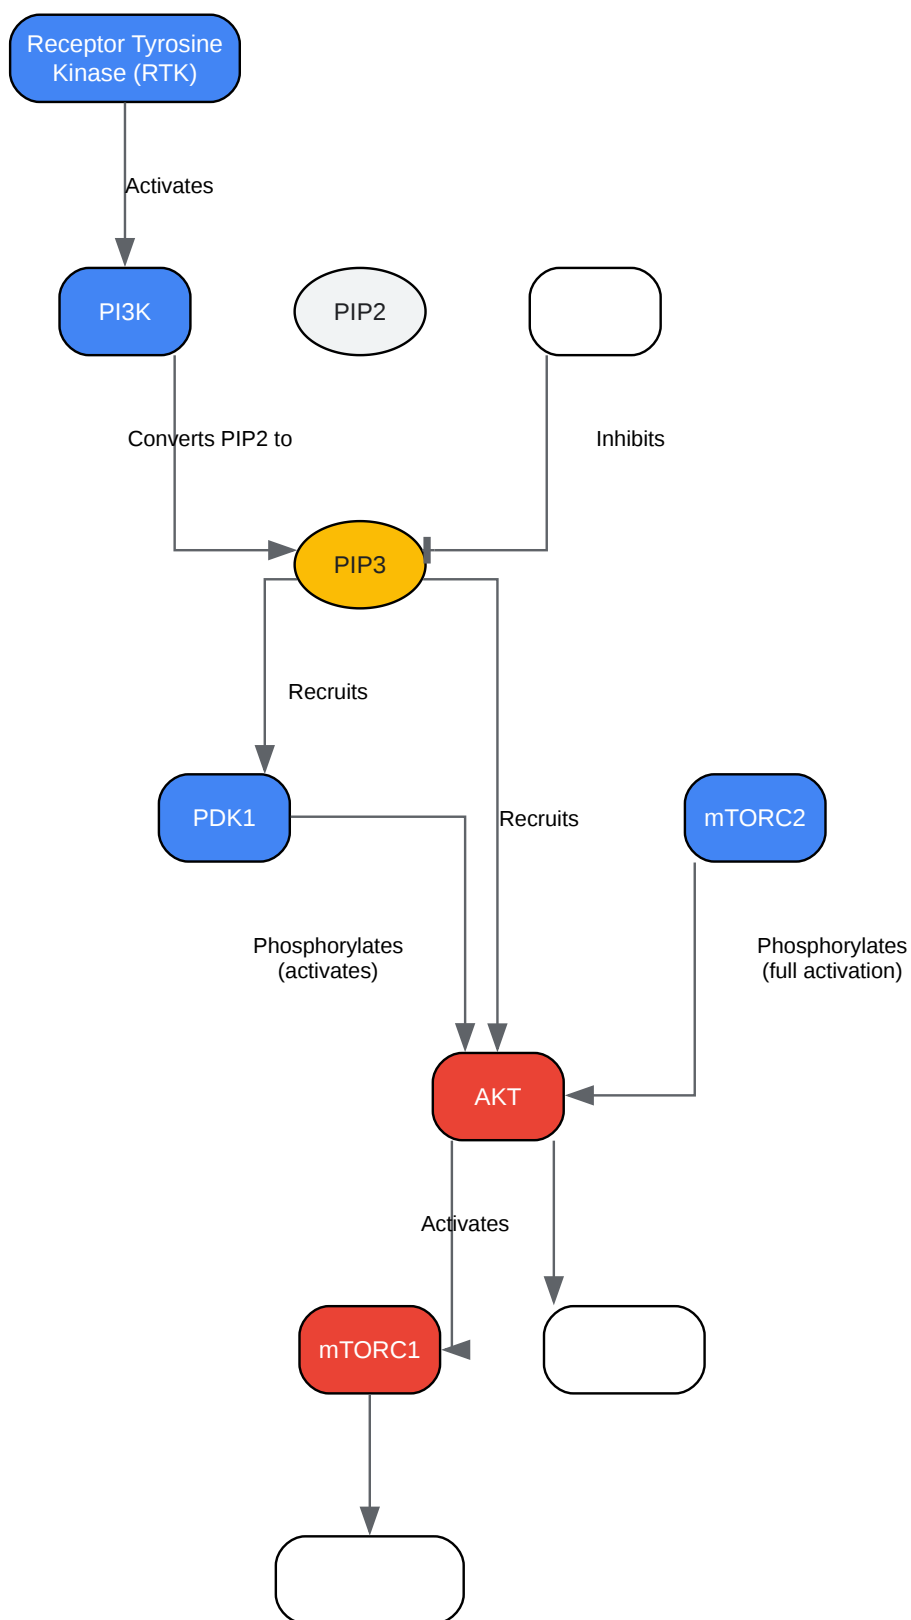 Receptor Tyrosine
Kinase (RTK)
Activates
PI3K
PIP2
Converts PIP2 to
Inhibits
PIP3
Recruits
PDK1
Recruits
mTORC2
Phosphorylates
(activates)
Phosphorylates
(full activation)
AKT
Activates
mTORC1